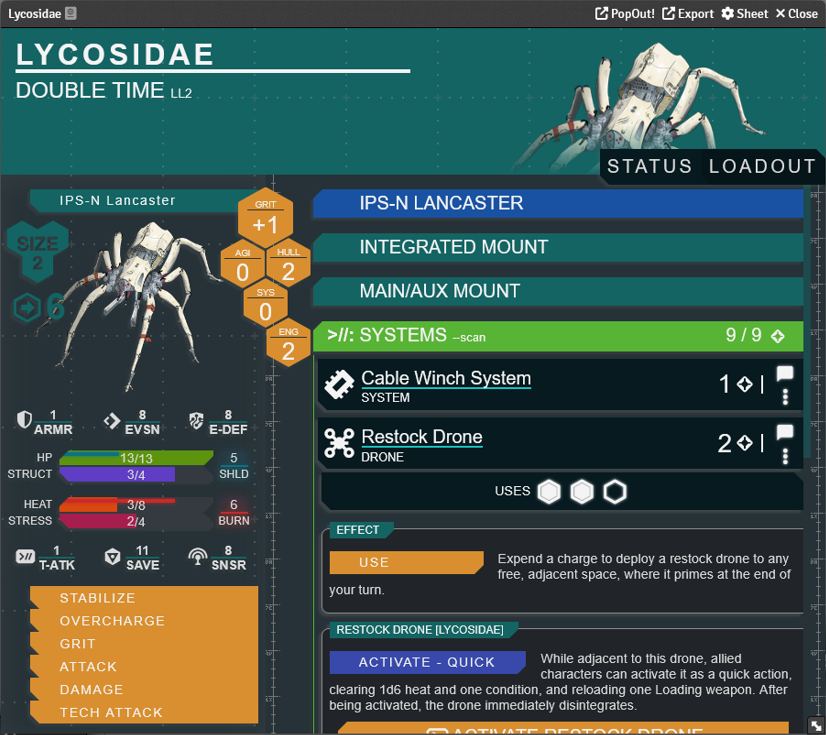 Lycosidae
PopOut! Export Sheet Close
LYCOSIDAE
DOUBLE TIME LL2
STATUS LOADOUT
IPS-N Lancaster
SIZE
2
6
GRIT
+1
AGI
0
HULL
2
SYS
0
ENG
2
1
ARMR
8
EVSN
8
E-DEF
HP 13/13 5
STRUCT 3/4 SHLD
HEAT 3/8 6
STRESS 2/4 BURN
1
T-ATK
11
SAVE
8
SNSR
STABILIZE
OVERCHARGE
GRIT
ATTACK
DAMAGE
TECH ATTACK
IPS-N LANCASTER
INTEGRATED MOUNT
MAIN/AUX MOUNT
>//: SYSTEMS --scan 9 / 9
Cable Winch System 1 |
SYSTEM
Restock Drone 2 |
DRONE
USES
EFFECT
USE Expend a charge to deploy a restock drone to any
free, adjacent space, where it primes at the end of
your turn.
RESTOCK DRONE [LYCOSIDAE]
ACTIVATE - QUICK While adjacent to this drone, allied
characters can activate it as a quick action,
clearing 1d6 heat and one condition, and reloading one Loading weapon. After
being activated, the drone immediately disintegrates.
ACTIVATE RESTOCK DRONE